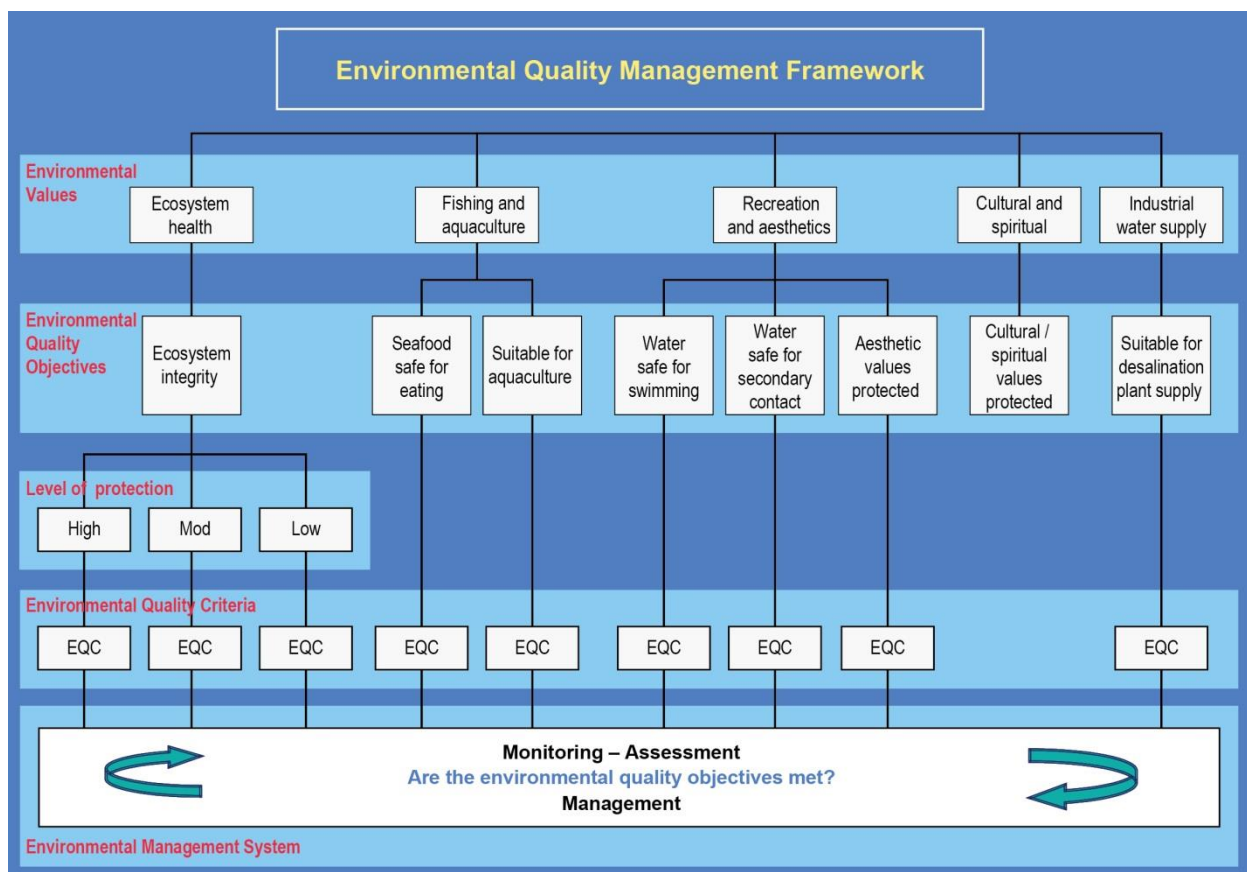 Environmental Quality Management Framework
Environmental
Values
Ecosystem
health
Fishing and
aquaculture
Recreation
and aesthetics
Cultural and
spiritual
Industrial
water supply
Environmental
Quality
Objectives
Ecosystem
integrity
Seafood
safe for
eating
Suitable for
aquaculture
Water
safe for
swimming
Water
safe for
secondary
contact
Aesthetic
values
protected
Cultural /
spiritual
values
protected
Suitable for
desalination
plant supply
Level of protection
High
Mod
Low
Environmental Quality Criteria
EQC
EQC
EQC
EQC
EQC
EQC
EQC
EQC
EQC
Monitoring – Assessment
Are the environmental quality objectives met?
Management
Environmental Management System